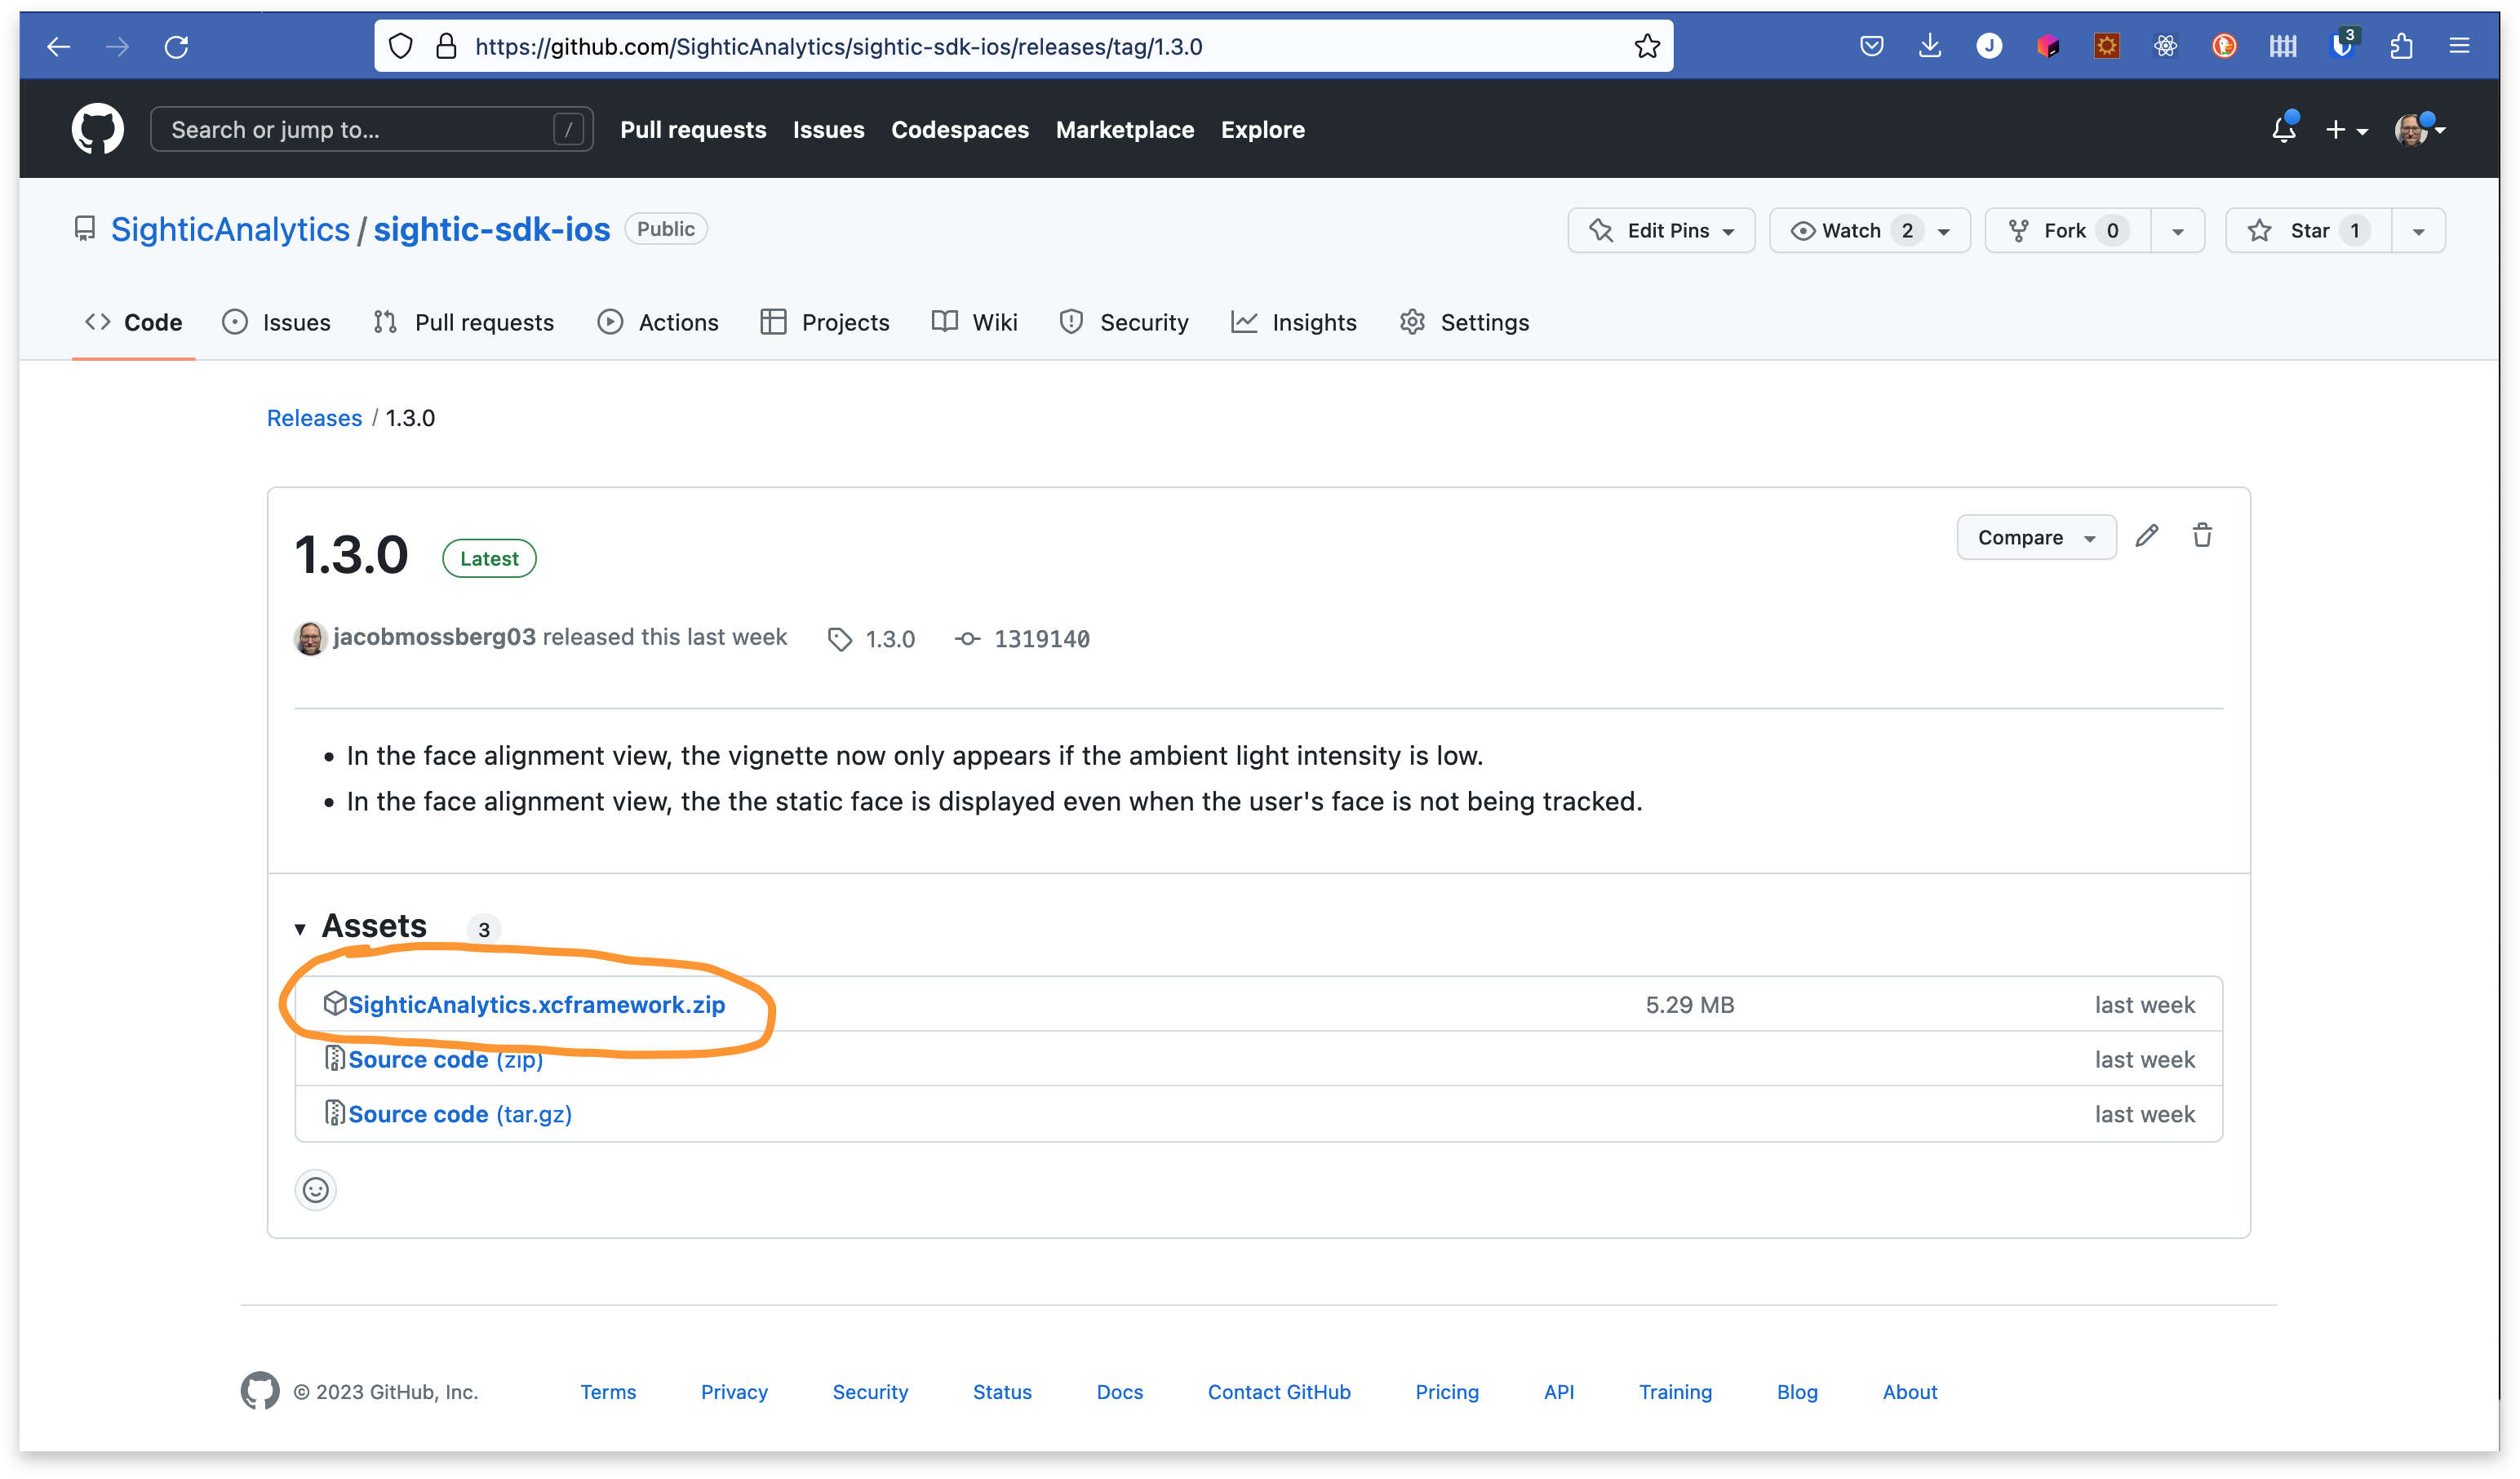 https://github.com/SighticAnalytics/sightic-sdk-ios/releases/tag/1.3.0
J
3
Search or jump to... /
Pull requests Issues Codespaces Marketplace Explore
SighticAnalytics / sightic-sdk-ios Public
Edit Pins Watch 2 Fork 0 Star 1
Code Issues Pull requests Actions Projects Wiki Security Insights Settings
Releases / 1.3.0
1.3.0 Latest
Compare
jacobmossberg03 released this last week 1.3.0 1319140
• In the face alignment view, the vignette now only appears if the ambient light intensity is low.
• In the face alignment view, the the static face is displayed even when the user's face is not being tracked.
Assets 3
SighticAnalytics.xcframework.zip 5.29 MB last week
Source code (zip) last week
Source code (tar.gz) last week
© 2023 GitHub, Inc. Terms Privacy Security Status Docs Contact GitHub Pricing API Training Blog About